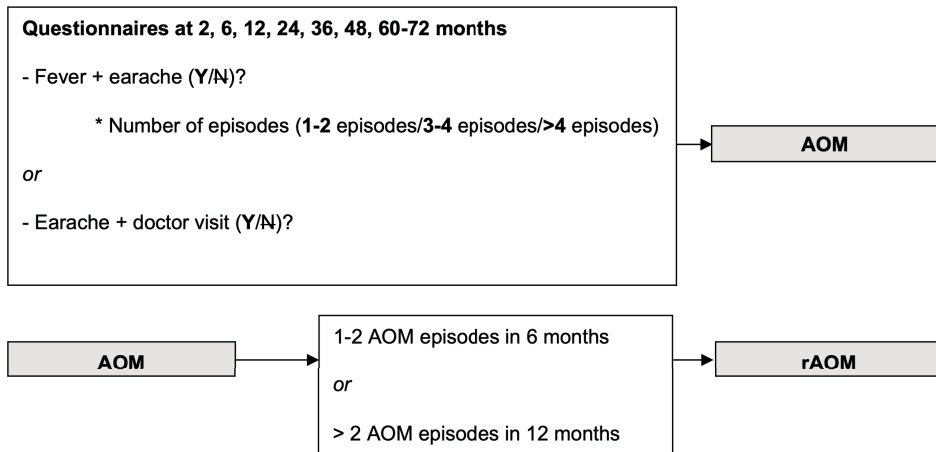 Questionnaires at 2, 6, 12, 24, 36, 48, 60-72 months
- Fever + earache (Y/N)?
* Number of episodes (1-2 episodes/3-4 episodes/>4 episodes)
or
- Earache + doctor visit (Y/N)?
AOM
AOM
1-2 AOM episodes in 6 months
or
> 2 AOM episodes in 12 months
rAOM